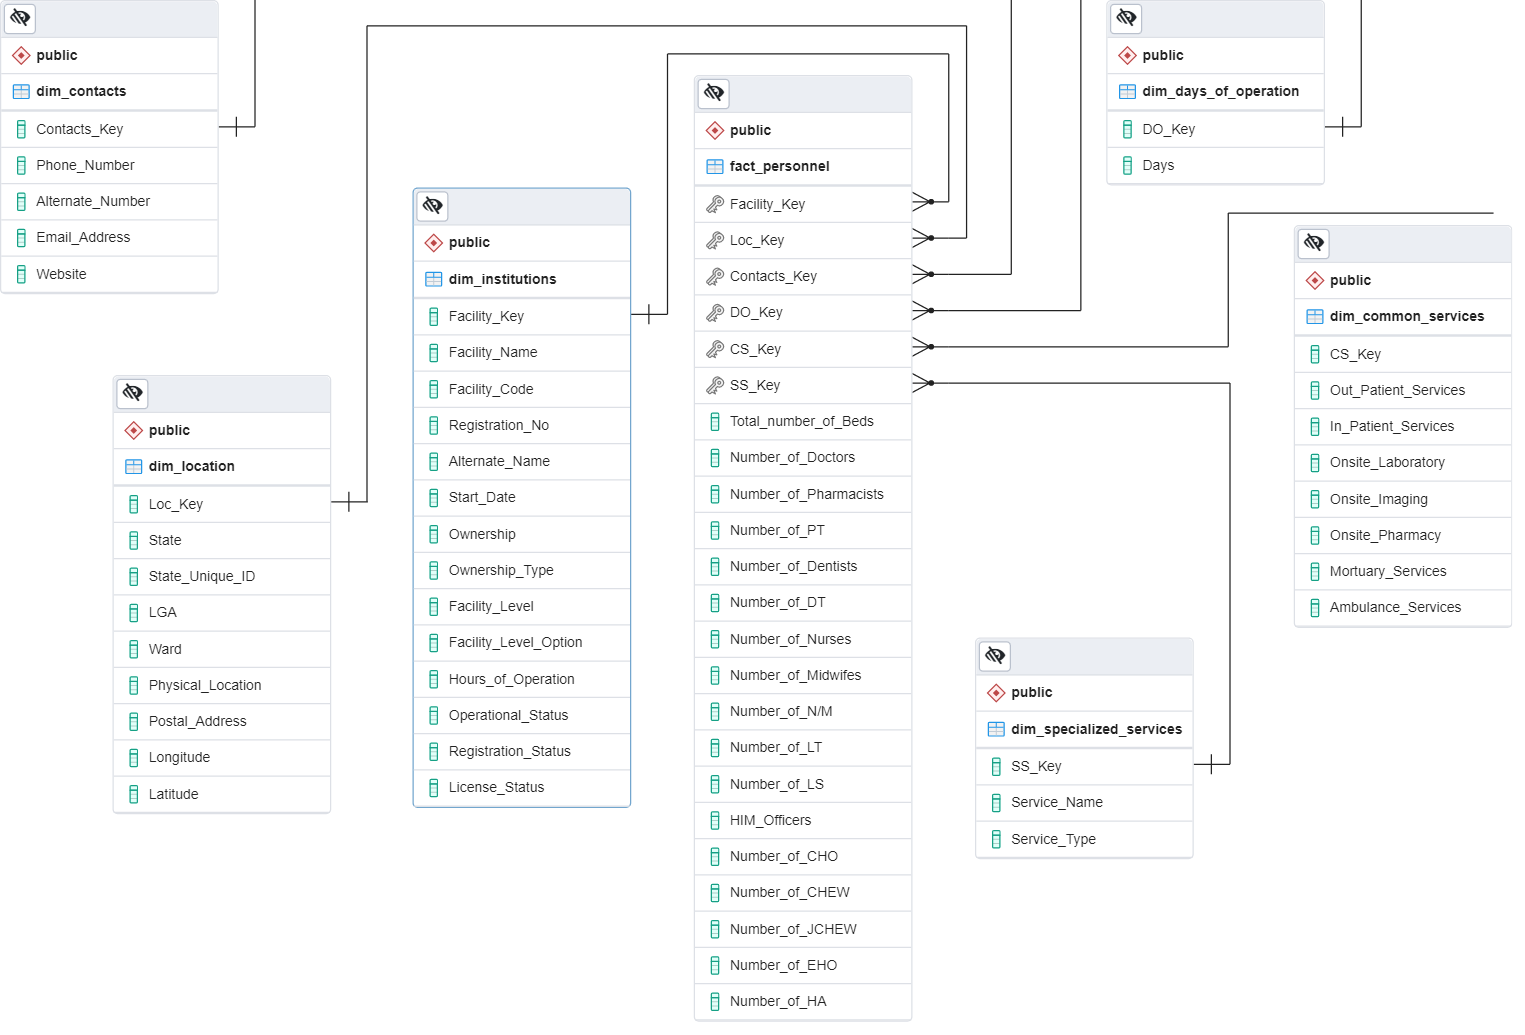 public
dim_contacts
Contacts_Key
Phone_Number
Alternate_Number
Email_Address
Website
public
dim_location
Loc_Key
State
State_Unique_ID
LGA
Ward
Physical_Location
Postal_Address
Longitude
Latitude
public
dim_institutions
Facility_Key
Facility_Name
Facility_Code
Registration_No
Alternate_Name
Start_Date
Ownership
Ownership_Type
Facility_Level
Facility_Level_Option
Hours_of_Operation
Operational_Status
Registration_Status
License_Status
public
fact_personnel
Facility_Key
Loc_Key
Contacts_Key
DO_Key
CS_Key
SS_Key
Total_number_of_Beds
Number_of_Doctors
Number_of_Pharmacists
Number_of_PT
Number_of_Dentists
Number_of_DT
Number_of_Nurses
Number_of_Midwifes
Number_of_N/M
Number_of_LT
Number_of_LS
HIM_Officers
Number_of_CHO
Number_of_CHEW
Number_of_JCHEW
Number_of_EHO
Number_of_HA
public
dim_days_of_operation
DO_Key
Days
public
dim_common_services
CS_Key
Out_Patient_Services
In_Patient_Services
Onsite_Laboratory
Onsite_Imaging
Onsite_Pharmacy
Mortuary_Services
Ambulance_Services
public
dim_specialized_services
SS_Key
Service_Name
Service_Type